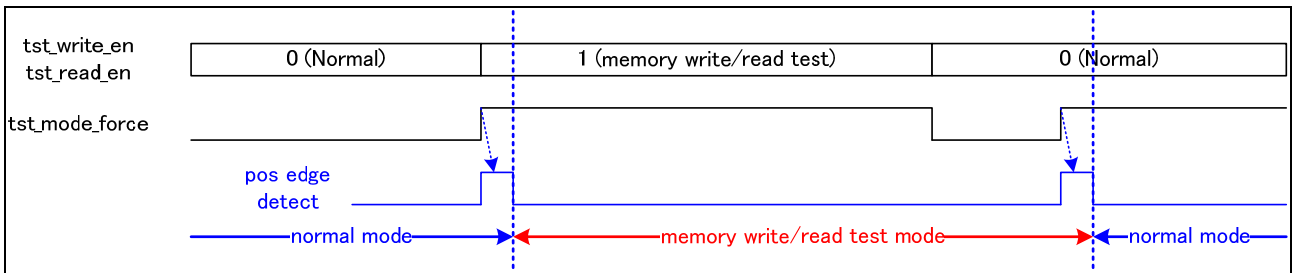 tst_write_en
tst_read_en
0 (Normal)
1 (memory write/read test)
0 (Normal)
tst_mode_force
pos edge
detect
normal mode
memory write/read test mode
normal mode